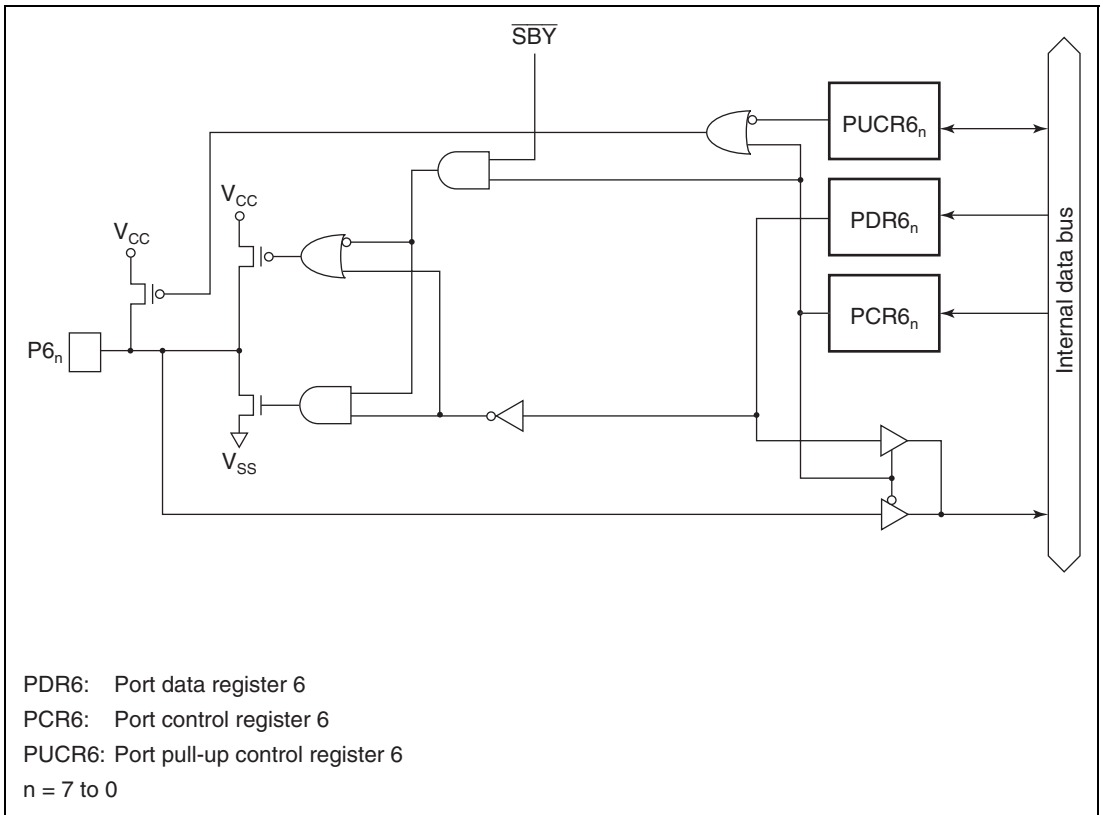 S̅B̅Y̅
PUCR6n
VCC
PDR6n
VCC
PCR6n
P6n
VSS
Internal data bus
PDR6: Port data register 6
PCR6: Port control register 6
PUCR6: Port pull-up control register 6
n = 7 to 0